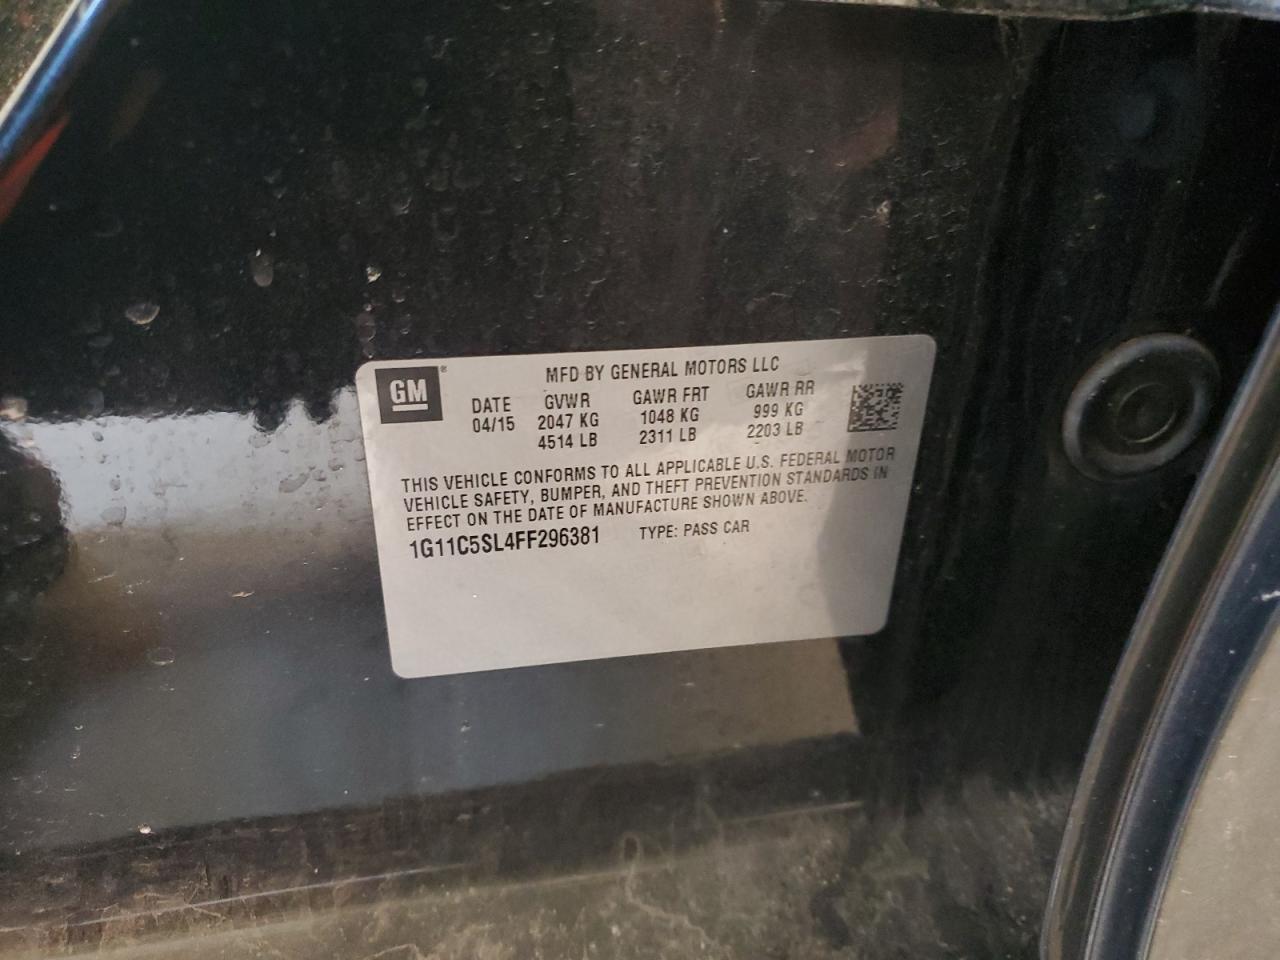 GM
MFD BY GENERAL MOTORS LLC
DATE GVWR GAWR FRT GAWR RR
04/15 2047 KG 1048 KG 999 KG
4514 LB 2311 LB 2203 LB
THIS VEHICLE CONFORMS TO ALL APPLICABLE U.S. FEDERAL MOTOR
VEHICLE SAFETY, BUMPER, AND THEFT PREVENTION STANDARDS IN
EFFECT ON THE DATE OF MANUFACTURE SHOWN ABOVE.
1G11C5SL4FF296381 TYPE: PASS CAR